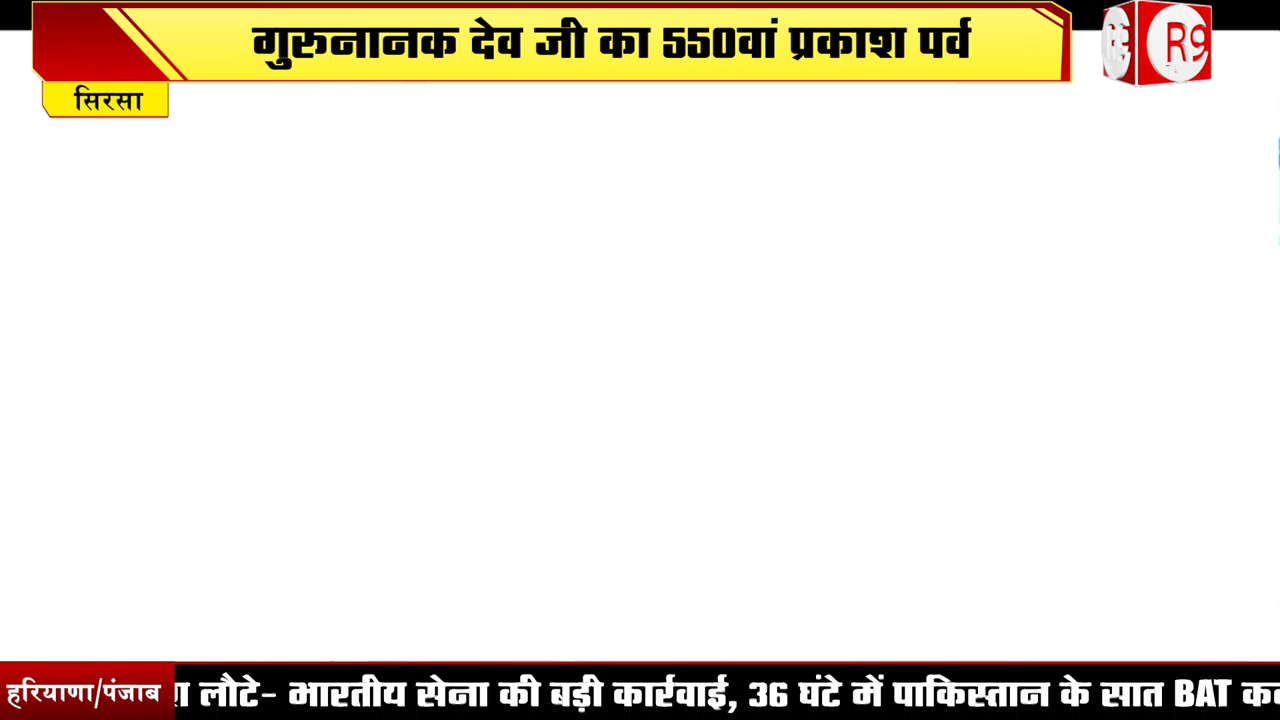 गुरूनानक देव जी का 550वां प्रकाश पर्व
R9
सिरसा
हरियाणा/पंजाब
लौटे- भारतीय सेना की बड़ी कार्रवाई, 36 घंटे में पाकिस्तान के सात BAT